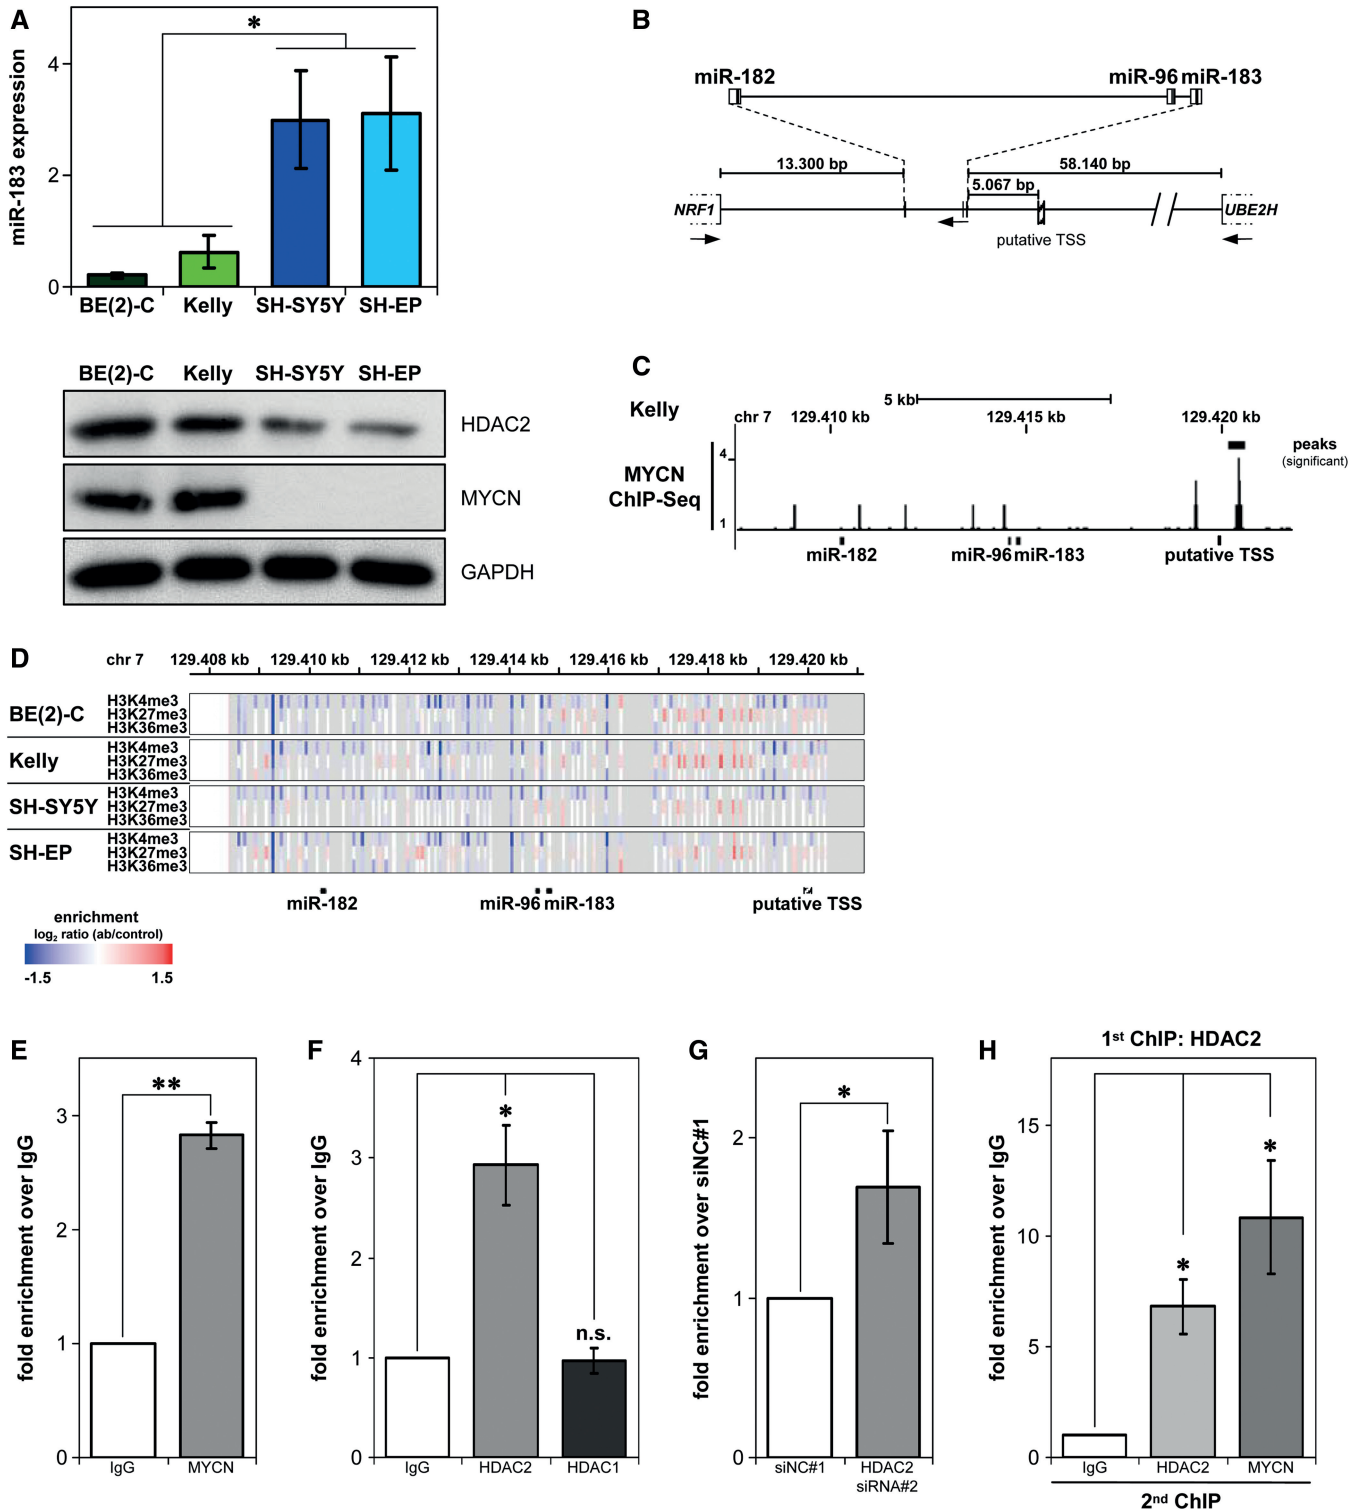 A
*
miR-183 expression
4
2
0
BE(2)-C Kelly SH-SY5Y SH-EP
BE(2)-C Kelly SH-SY5Y SH-EP
HDAC2
MYCN
GAPDH
B
miR-182 miR-96 miR-183
13.300 bp 58.140 bp
5.067 bp
NRF1 UBE2H
putative TSS
C
Kelly
5 kb
chr 7 129.410 kb 129.415 kb 129.420 kb
MYCN
ChIP-Seq
4
1
peaks
(significant)
miR-182 miR-96 miR-183 putative TSS
D
chr 7 129.408 kb 129.410 kb 129.412 kb 129.414 kb 129.416 kb 129.418 kb 129.420 kb
BE(2)-C
H3K4me3
H3K27me3
H3K36me3
Kelly
H3K4me3
H3K27me3
H3K36me3
SH-SY5Y
H3K4me3
H3K27me3
H3K36me3
SH-EP
H3K4me3
H3K27me3
H3K36me3
miR-182 miR-96 miR-183 putative TSS
enrichment
log2 ratio (ab/control)
-1.5 1.5
E
**
fold enrichment over IgG
3
2
1
0
IgG MYCN
F
*
n.s.
fold enrichment over IgG
4
3
2
1
0
IgG HDAC2 HDAC1
G
*
fold enrichment over siNC#1
2
1
0
siNC#1 HDAC2
siRNA#2
H
1st ChIP: HDAC2
*
*
fold enrichment over IgG
15
10
5
0
IgG HDAC2 MYCN
2nd ChIP